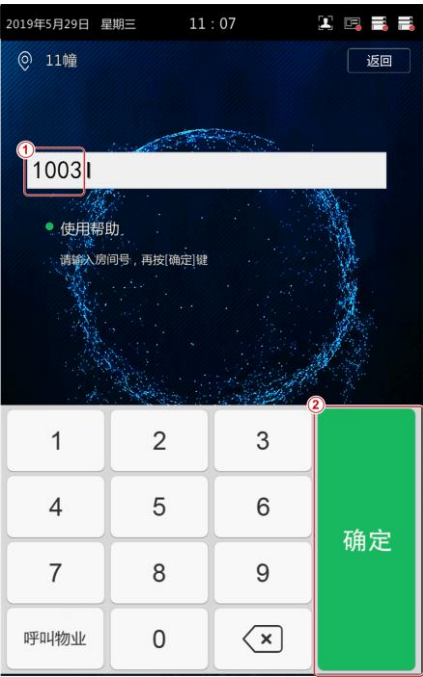 2019年5月29日 星期三 11:07
11幢 返回
①
1003
使用帮助
请输入房间号，再按[确定]键
②
1 2 3
4 5 6
确定
7 8 9
呼叫物业 0